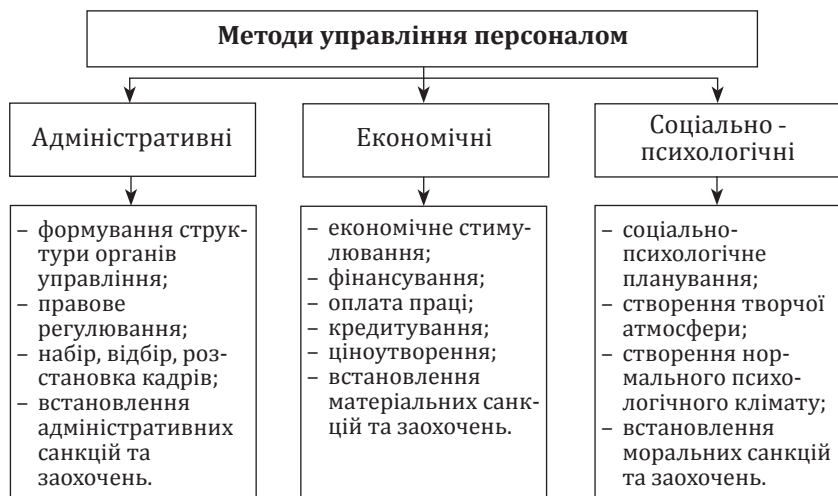 Методи управління персоналом
Адміністративні
Економічні
Соціально -
психологічні
– формування струк-
тури органів
управління;
– правове
регулювання;
– набір, відбір, роз-
становка кадрів;
– встановлення
адміністративних
санкцій та
заохочень.
– економічне стиму-
лювання;
– фінансування;
– оплата праці;
– кредитування;
– ціноутворення;
– встановлення
матеріальних санк-
цій та заохочень.
– соціально-
психологічне
планування;
– створення творчої
атмосфери;
– створення нор-
мального психо-
логічного клімату;
– встановлення
моральних санкцій
та заохочень.